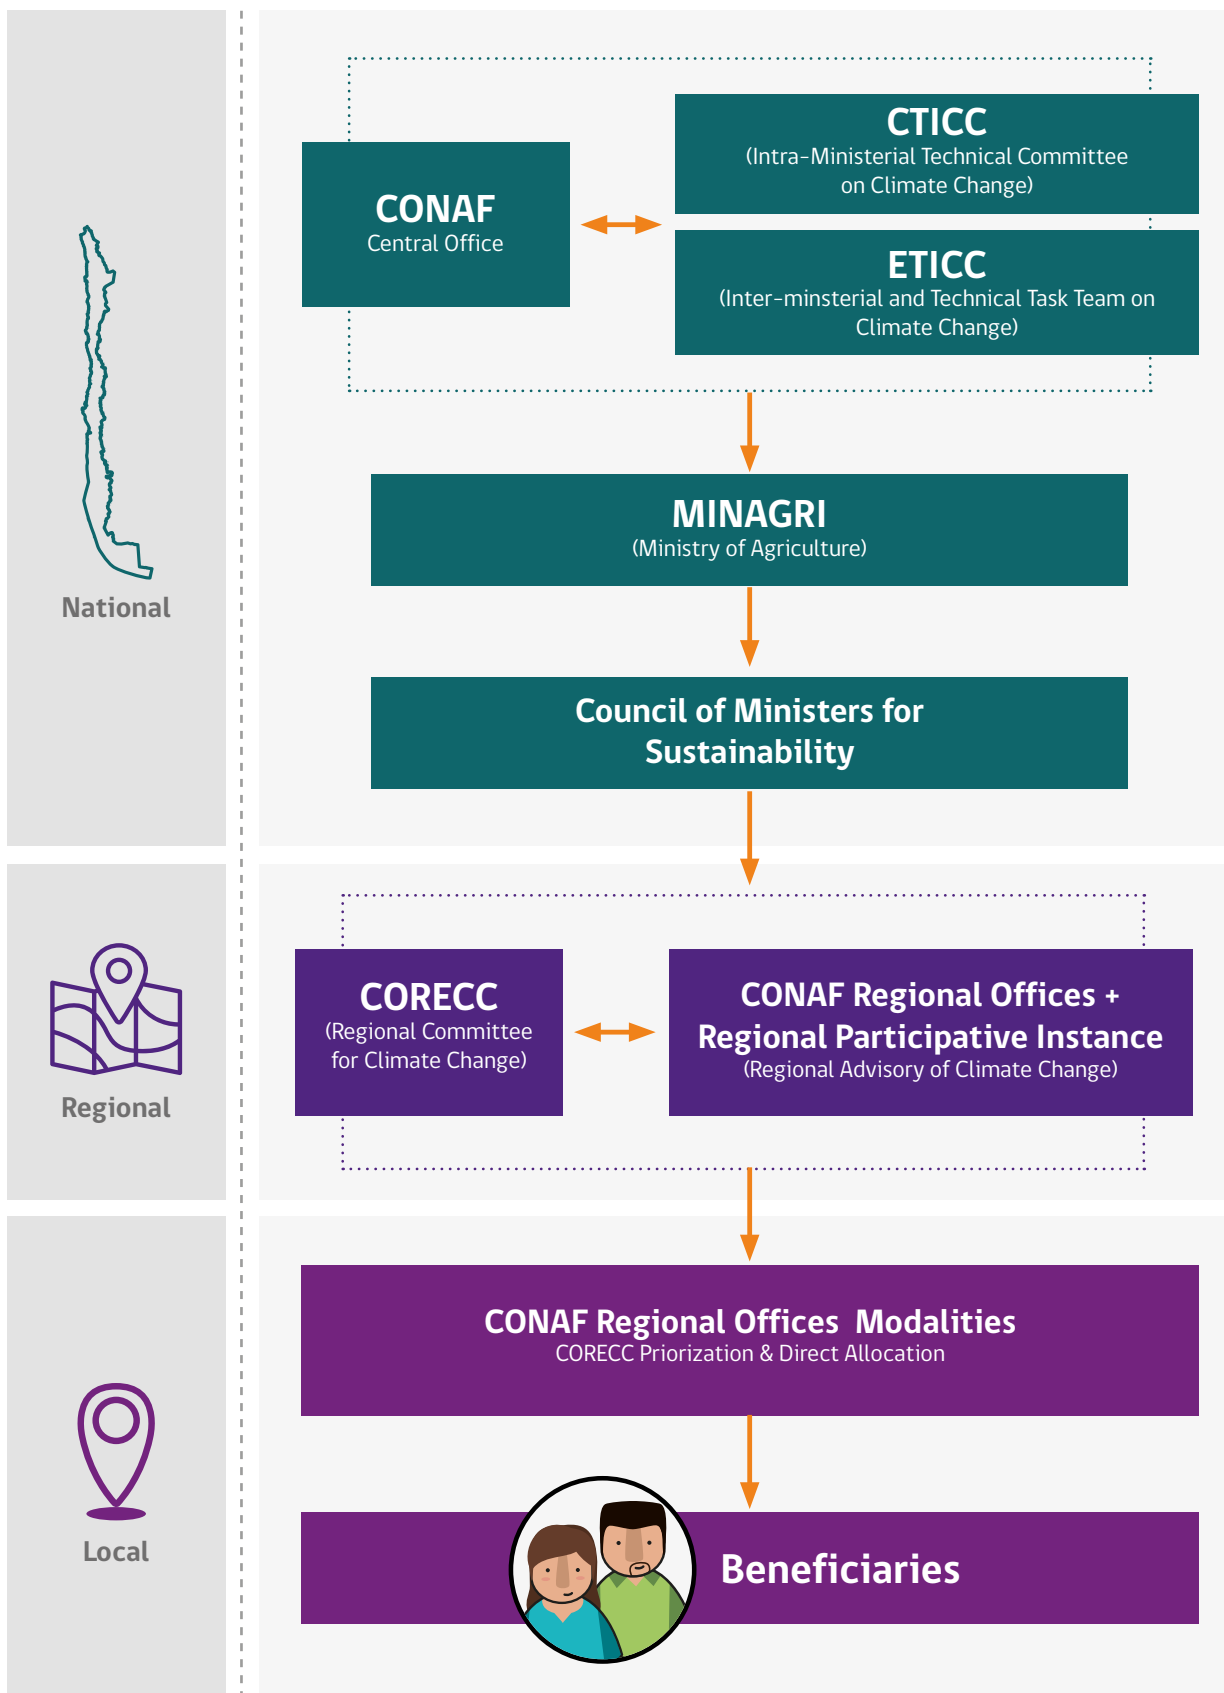 CONAF
Central Office
CTICC
(Intra-Ministerial Technical Committee
on Climate Change)
ETICC
(Inter-minsterial and Technical Task Team on
Climate Change)
MINAGRI
(Ministry of Agriculture)
National
Council of Ministers for
Sustainability
CORECC
(Regional Committee
for Climate Change)
CONAF Regional Offices +
Regional Participative Instance
(Regional Advisory of Climate Change)
Regional
CONAF Regional Offices Modalities
CORECC Priorization & Direct Allocation
Local
Beneficiaries